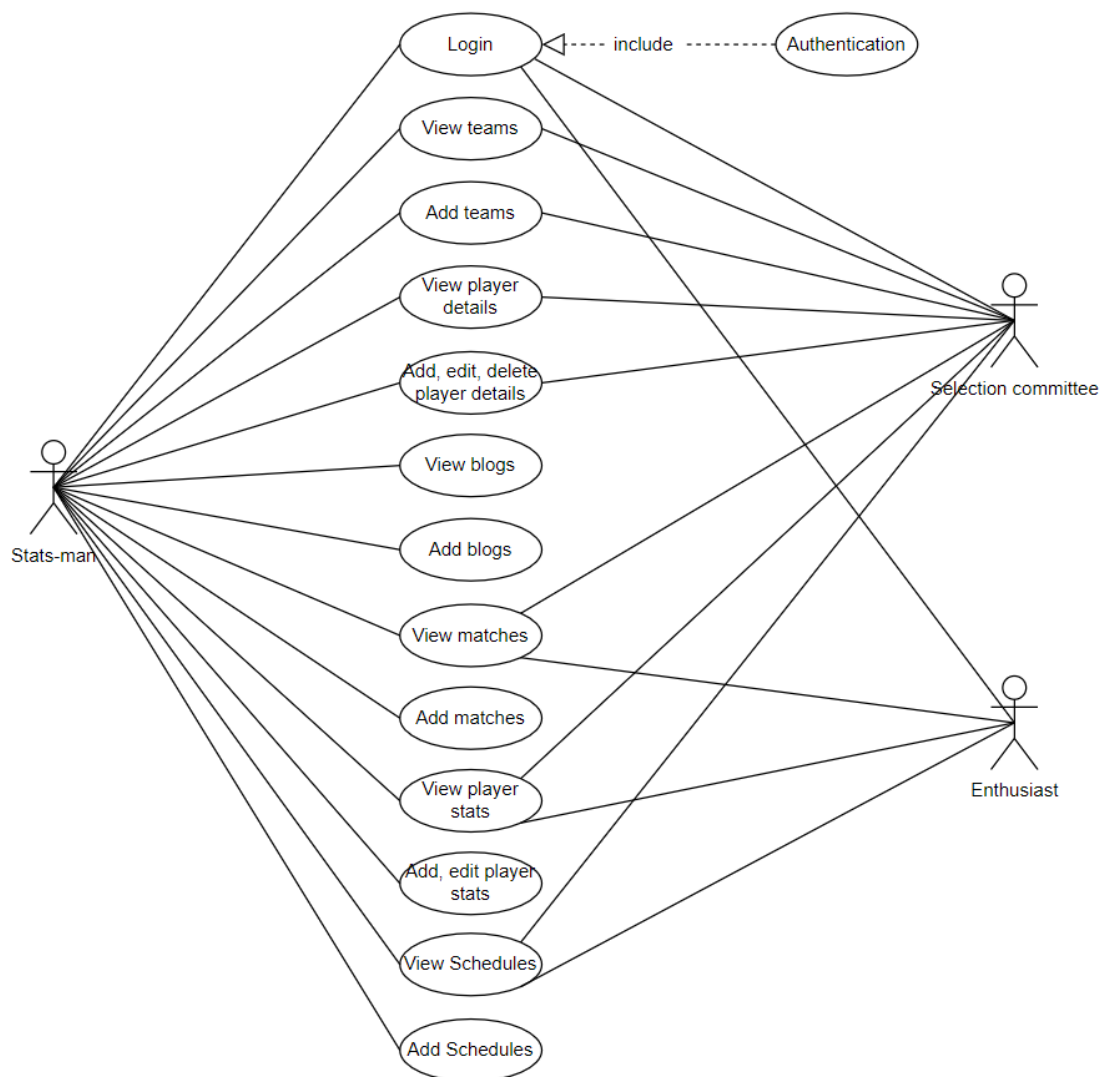 Login
include
Authentication
View teams
Add teams
View player
details
Add, edit, delete
player details
Selection committee
View blogs
Stats-man
Add blogs
View matches
Add matches
View player
stats
Enthusiast
Add, edit player
stats
View Schedules
Add Schedules